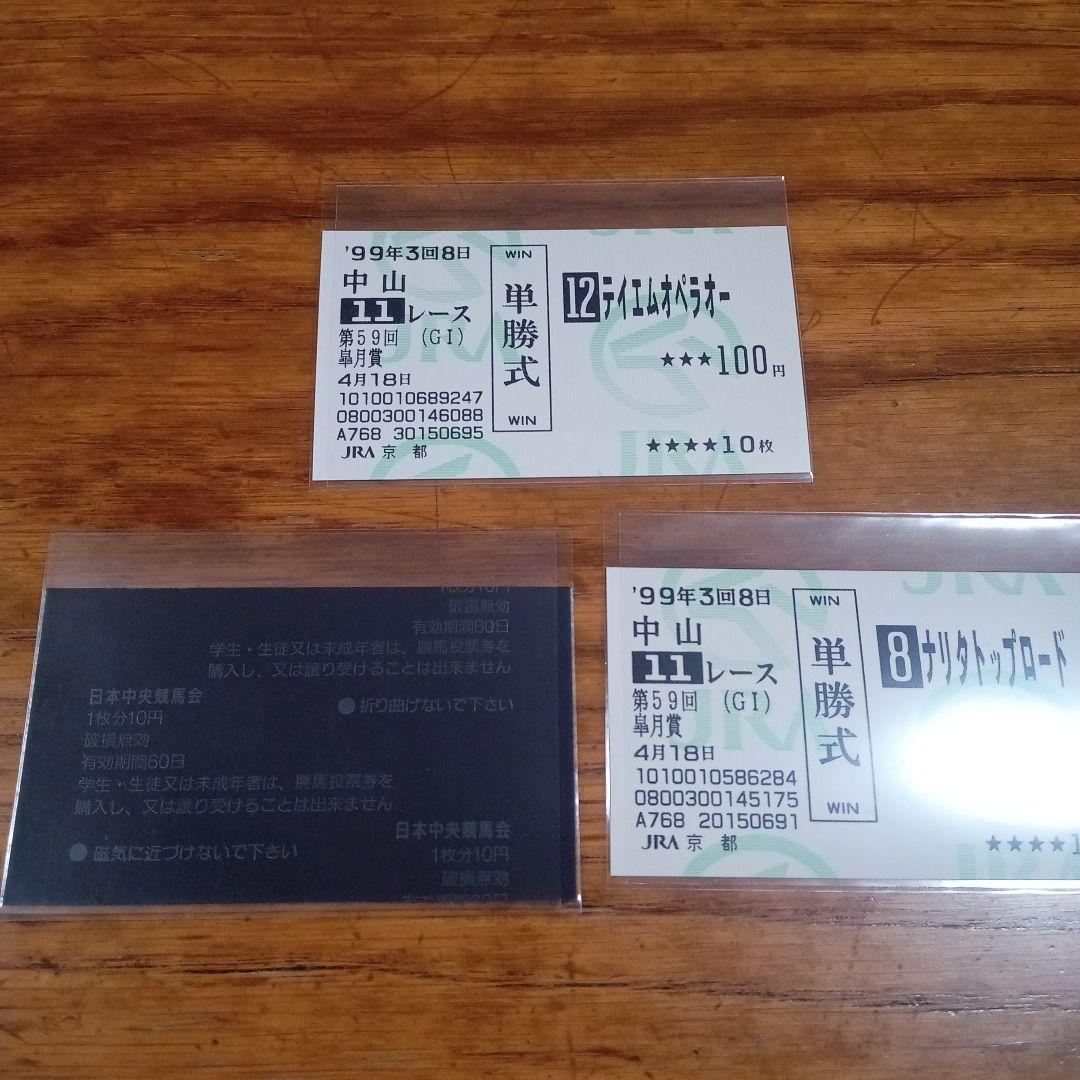 '99年3回8日
中山
11レース
第59回 (GI)
皐月賞
4月18日
1010010689247
0800300146088
A768 30150695
JRA 京都
WIN
単勝式
WIN
12テイエムオペラオー
★★★100円
★★★★10枚
JRA
JRA
破損無効
有効期間60日
学生・生徒又は未成年者は、勝馬投票券を
購入し、又は譲り受けることは出来ません
日本中央競馬会
1枚分10円
破損無効
有効期間60日
学生・生徒又は未成年者は、勝馬投票券を
購入し、又は譲り受けることは出来ません
●折り曲げないで下さい
日本中央競馬会
1枚分10円
破損無効
●磁気に近づけないで下さい
'99年3回8日
中山
11レース
第59回 (GI)
皐月賞
4月18日
1010010586284
0800300145175
A768 20150691
JRA 京都
WIN
単勝式
WIN
8ナリタトップロード
★★★★1
JRA